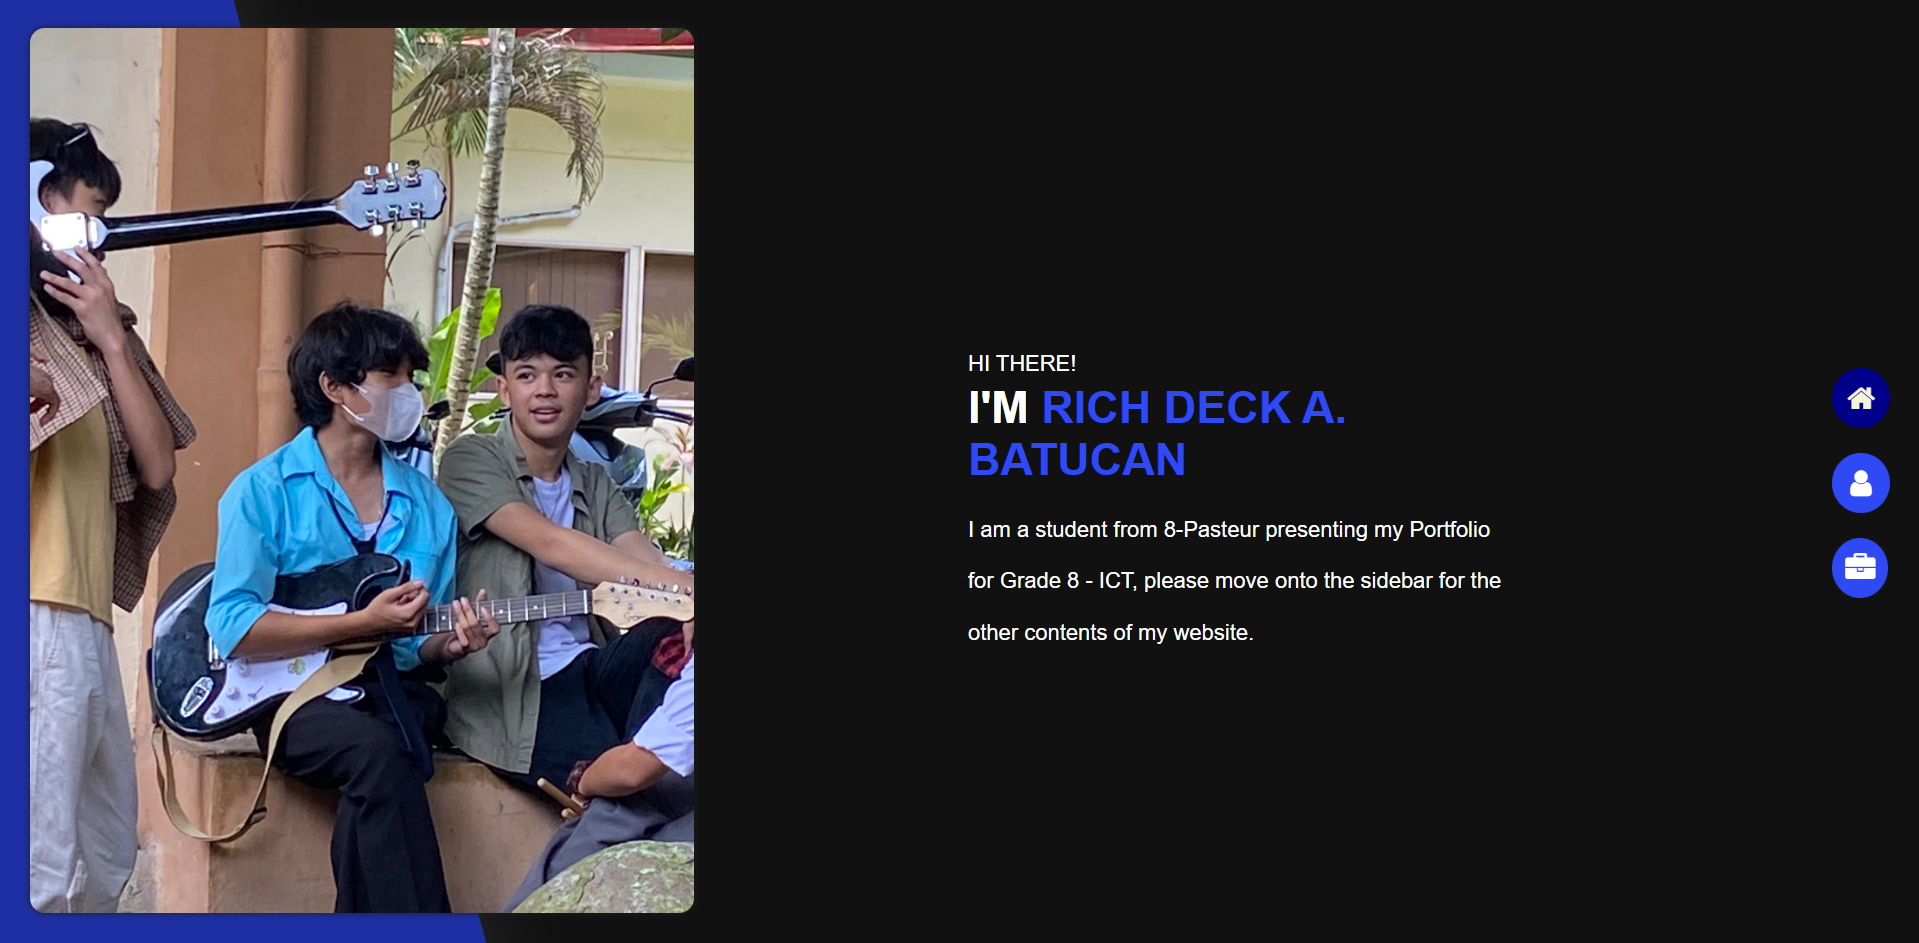 HI THERE!
I'M RICH DECK A.
BATUCAN
I am a student from 8-Pasteur presenting my Portfolio
for Grade 8 - ICT, please move onto the sidebar for the
other contents of my website.